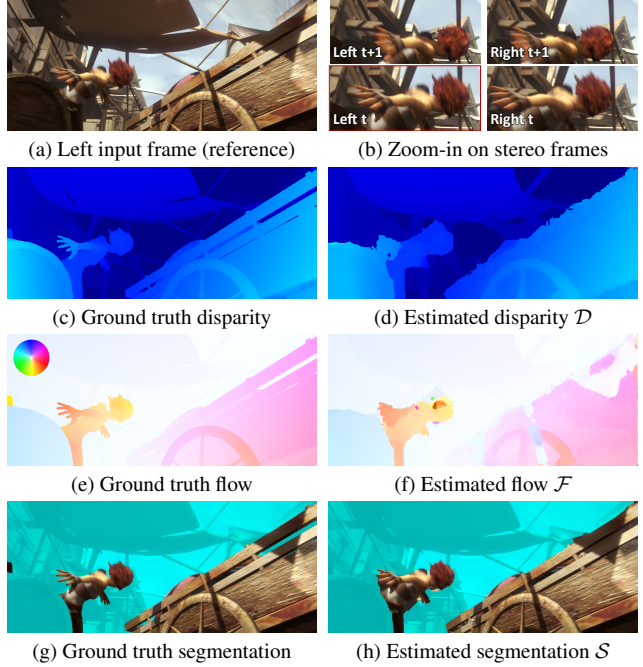 Left t+1
Right t+1
Left t
Right t
(a) Left input frame (reference)
(b) Zoom-in on stereo frames
(c) Ground truth disparity
(d) Estimated disparity 𝒟
(e) Ground truth flow
(f) Estimated flow ℱ
(g) Ground truth segmentation
(h) Estimated segmentation 𝒮